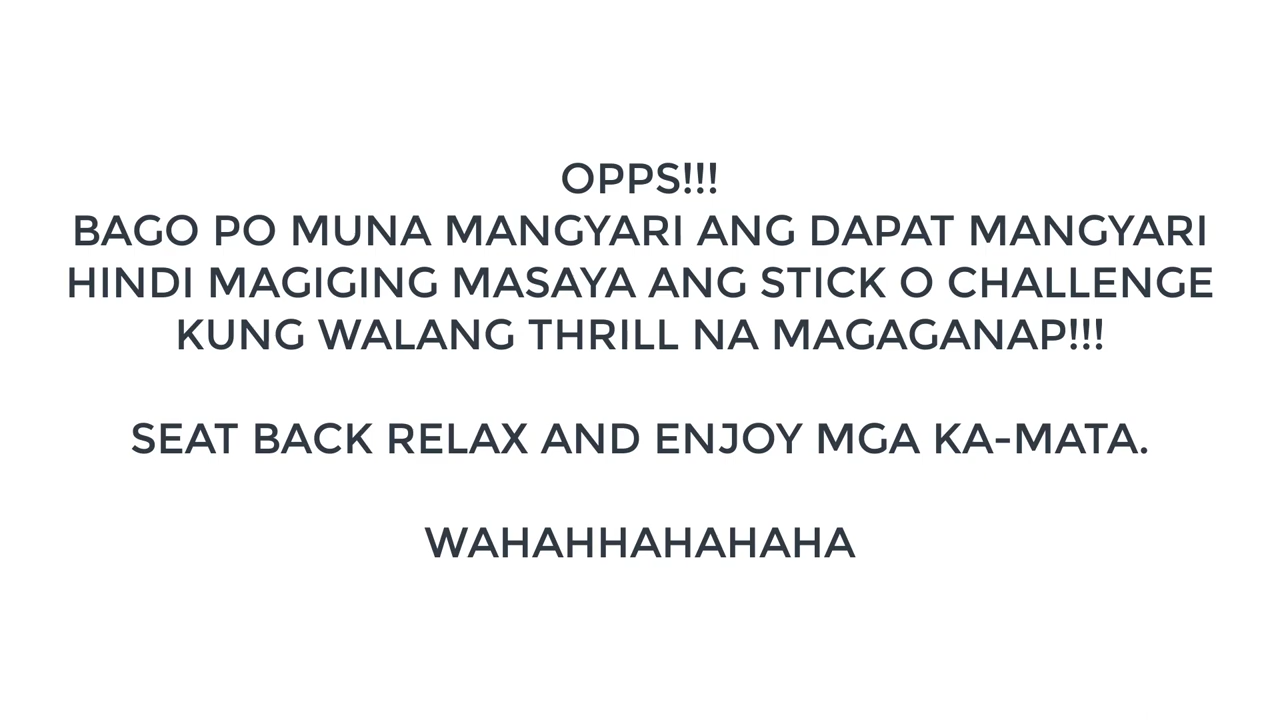 OPPS!!!
BAGO PO MUNA MANGYARI ANG DAPAT MANGYARI
HINDI MAGIGING MASAYA ANG STICK O CHALLENGE
KUNG WALANG THRILL NA MAGAGANAP!!!
SEAT BACK RELAX AND ENJOY MGA KA-MATA.
WAHAHHAHAHAHA